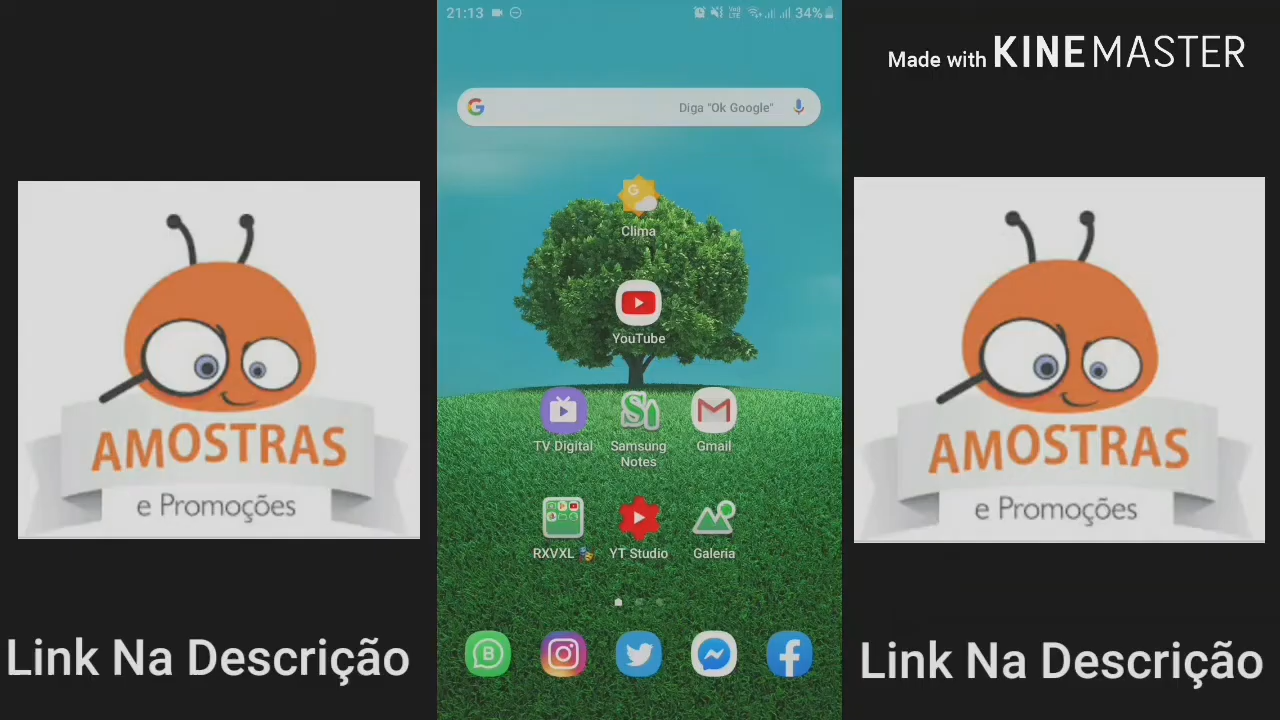 21:13
34%
Made with KINEMASTER
Diga "Ok Google"
Clima
YouTube
TV Digital
Samsung
Notes
Gmail
RXVXL 🎭
YT Studio
Galeria
AMOSTRAS
e Promoções
Link Na Descrição
AMOSTRAS
e Promoções
Link Na Descrição